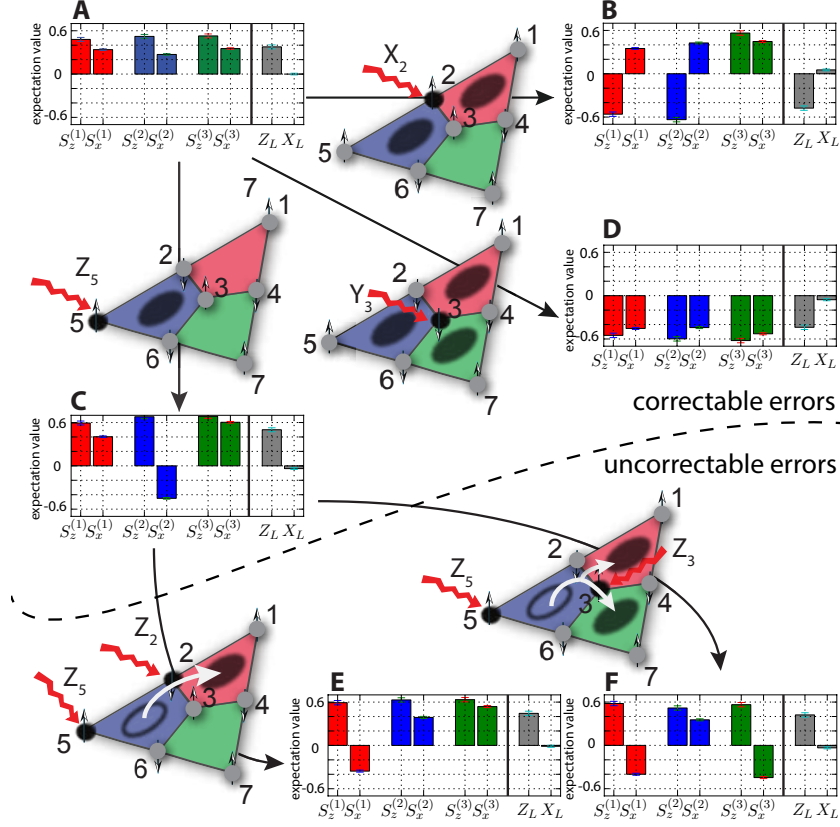 A
expectation value
0.6
0
-0.6
S_z^(1) S_x^(1) S_z^(2) S_x^(2) S_z^(3) S_x^(3) Z_L X_L
X_2
1
2
3
4
5
6
7
B
expectation value
0.6
0
-0.6
S_z^(1) S_x^(1) S_z^(2) S_x^(2) S_z^(3) S_x^(3) Z_L X_L
Z_5
7
1
2
3
4
5
6
7
Y_3
7
1
2
3
4
5
6
7
D
expectation value
0.6
0
-0.6
S_z^(1) S_x^(1) S_z^(2) S_x^(2) S_z^(3) S_x^(3) Z_L X_L
correctable errors
C
expectation value
0.6
0
-0.6
S_z^(1) S_x^(1) S_z^(2) S_x^(2) S_z^(3) S_x^(3) Z_L X_L
uncorrectable errors
Z_5
Z_3
1
2
3
4
5
6
7
Z_5
Z_2
1
2
3
4
5
6
7
E
expectation value
0.6
0
-0.6
S_z^(1) S_x^(1) S_z^(2) S_x^(2) S_z^(3) S_x^(3) Z_L X_L
F
expectation value
0.6
0
-0.6
S_z^(1) S_x^(1) S_z^(2) S_x^(2) S_z^(3) S_x^(3) Z_L X_L